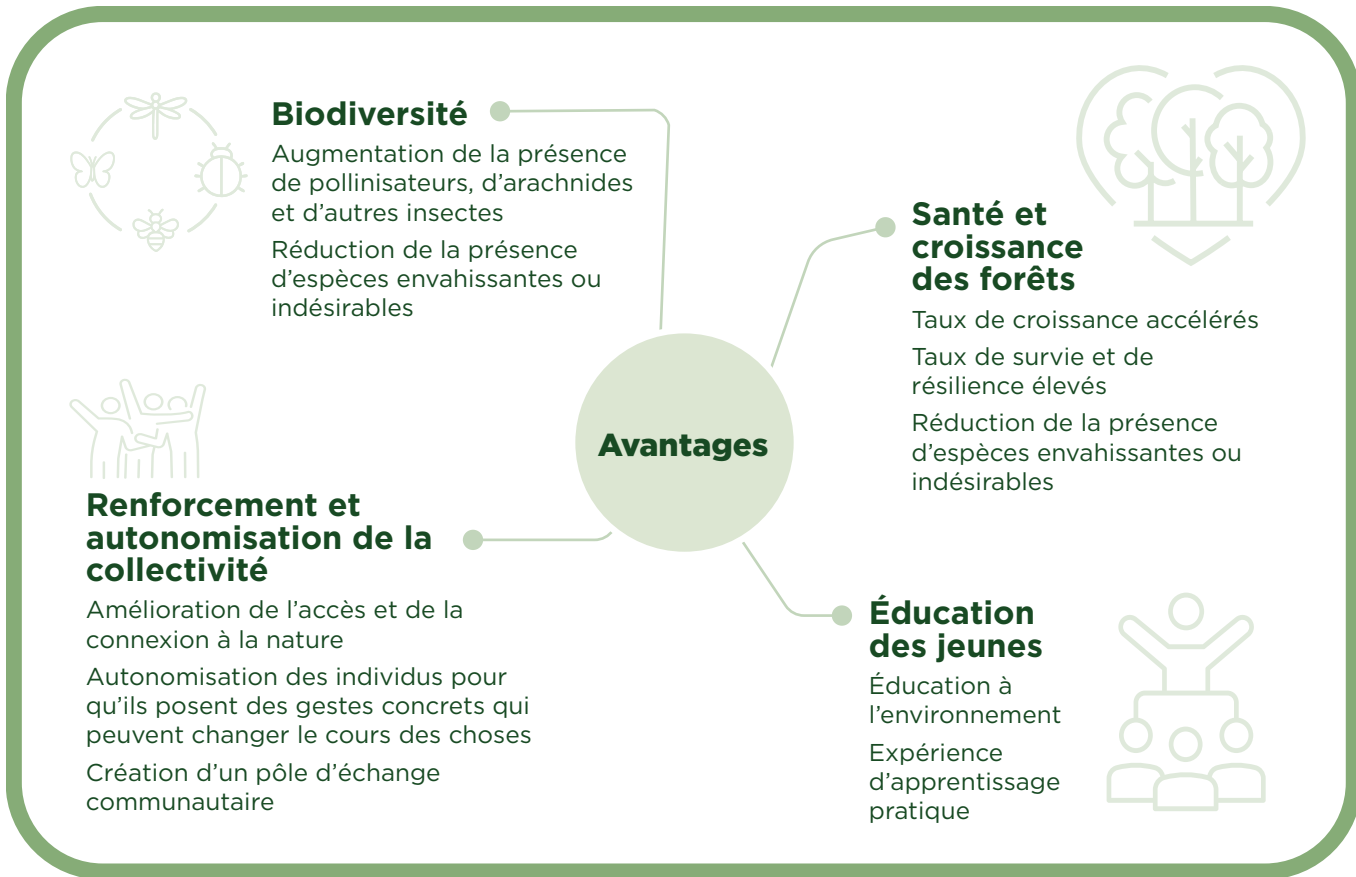 Biodiversité
Augmentation de la présence
de pollinisateurs, d’arachnides
et d’autres insectes
Réduction de la présence
d’espèces envahissantes ou
indésirables
Santé et
croissance
des forêts
Taux de croissance accélérés
Taux de survie et de
résilience élevés
Réduction de la présence
d’espèces envahissantes ou
indésirables
Avantages
Renforcement et
autonomisation de la
collectivité
Amélioration de l’accès et de la
connexion à la nature
Autonomisation des individus pour
qu’ils posent des gestes concrets qui
peuvent changer le cours des choses
Création d’un pôle d’échange
communautaire
Éducation
des jeunes
Éducation à
l’environnement
Expérience
d’apprentissage
pratique